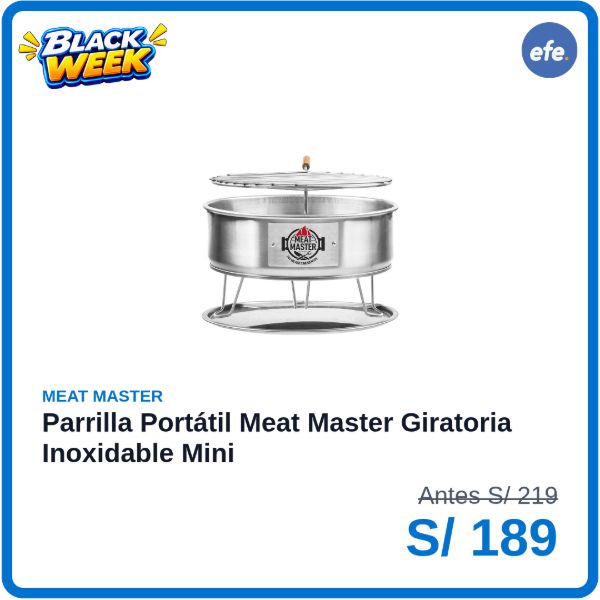 BLACK
WEEK
efe.
MEAT
MASTER
MEAT MASTER
Parrilla Portátil Meat Master Giratoria
Inoxidable Mini
Antes S/ 219
S/ 189